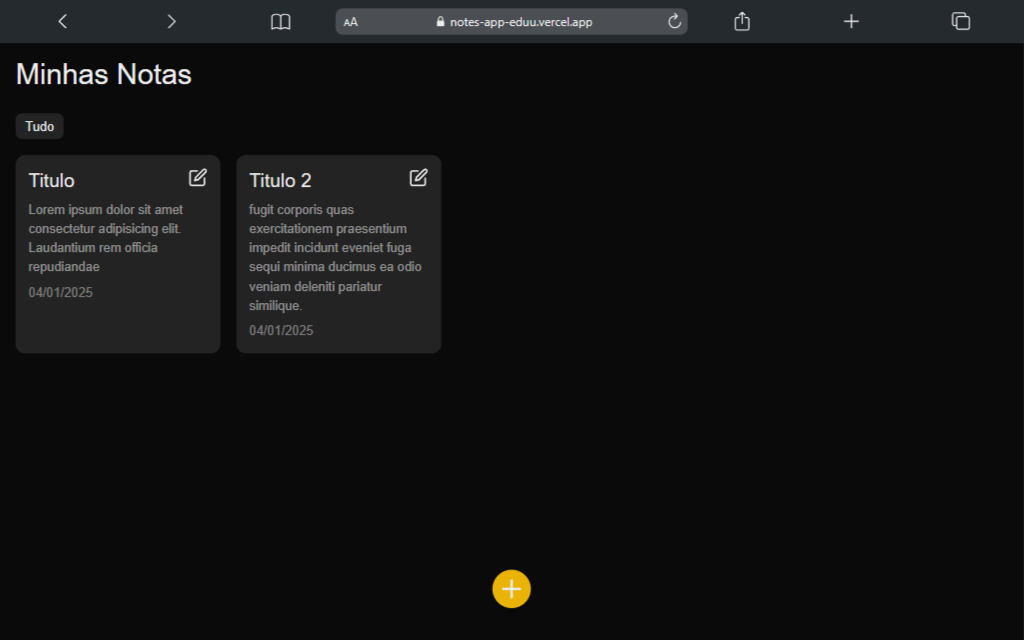 AA notes-app-eduu.vercel.app
Minhas Notas
Tudo
Titulo
Lorem ipsum dolor sit amet
consectetur adipisicing elit.
Laudantium rem officia
repudiandae
04/01/2025
Titulo 2
fugit corporis quas
exercitationem praesentium
impedit incidunt eveniet fuga
sequi minima ducimus ea odio
veniam deleniti pariatur
similique.
04/01/2025